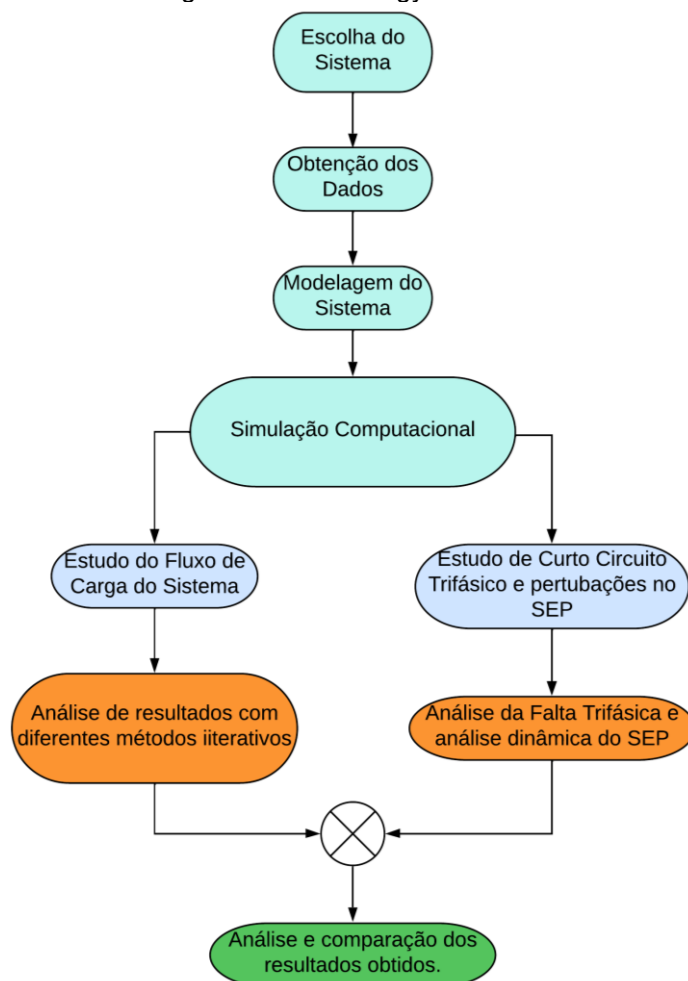 Escolha do
Sistema
Obtenção dos
Dados
Modelagem do
Sistema
Simulação Computacional
Estudo do Fluxo de
Carga do Sistema
Estudo de Curto Circuito
Trifásico e pertubações no
SEP
Análise de resultados com
diferentes métodos iiterativos
Análise da Falta Trifásica e
análise dinâmica do SEP
Análise e comparação dos
resultados obtidos.